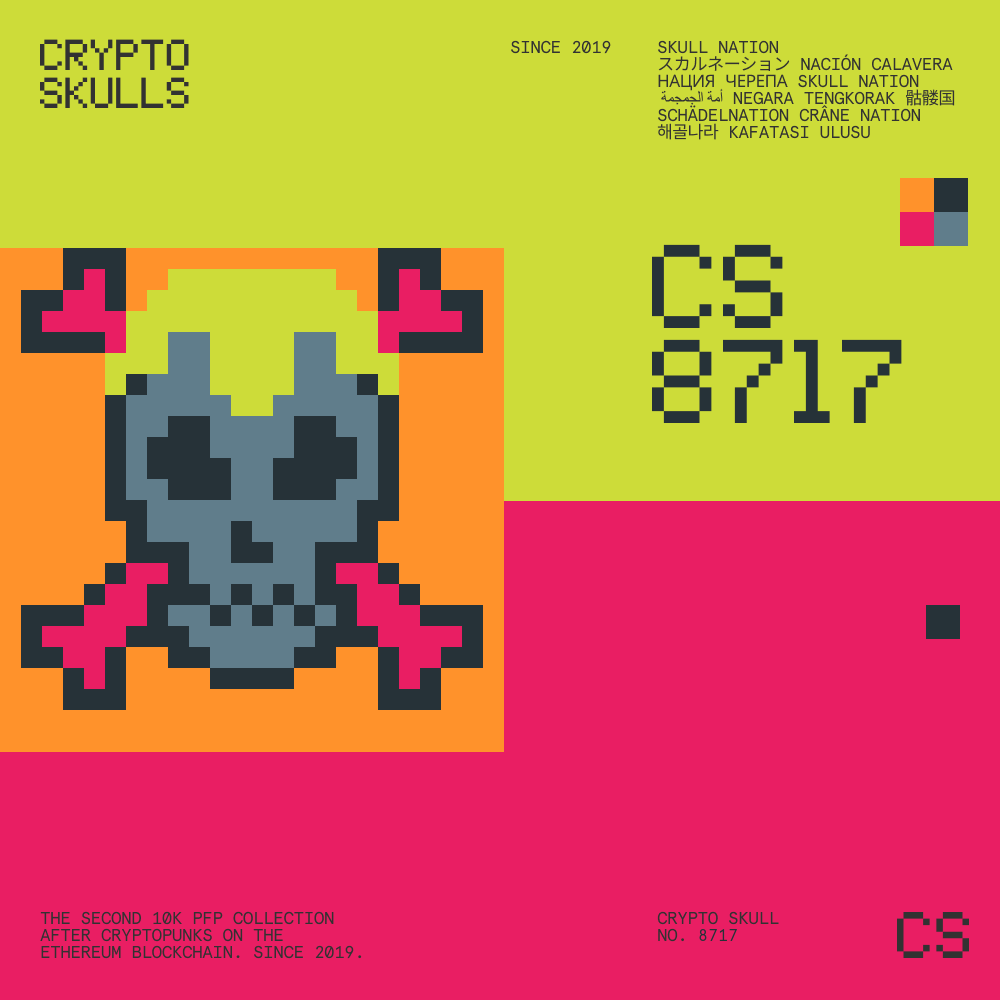 CRYPTO
SKULLS
SINCE 2019
SKULL NATION
スカルネーション NACIÓN CALAVERA
НАЦИЯ ЧЕРЕПА SKULL NATION
أمة الجمجمة NEGARA TENGKORAK 骷髅国
SCHÄDELNATION CRÂNE NATION
해골나라 KAFATASI ULUSU
CS
8717
THE SECOND 10K PFP COLLECTION
AFTER CRYPTOPUNKS ON THE
ETHEREUM BLOCKCHAIN. SINCE 2019.
CRYPTO SKULL
NO. 8717
CS